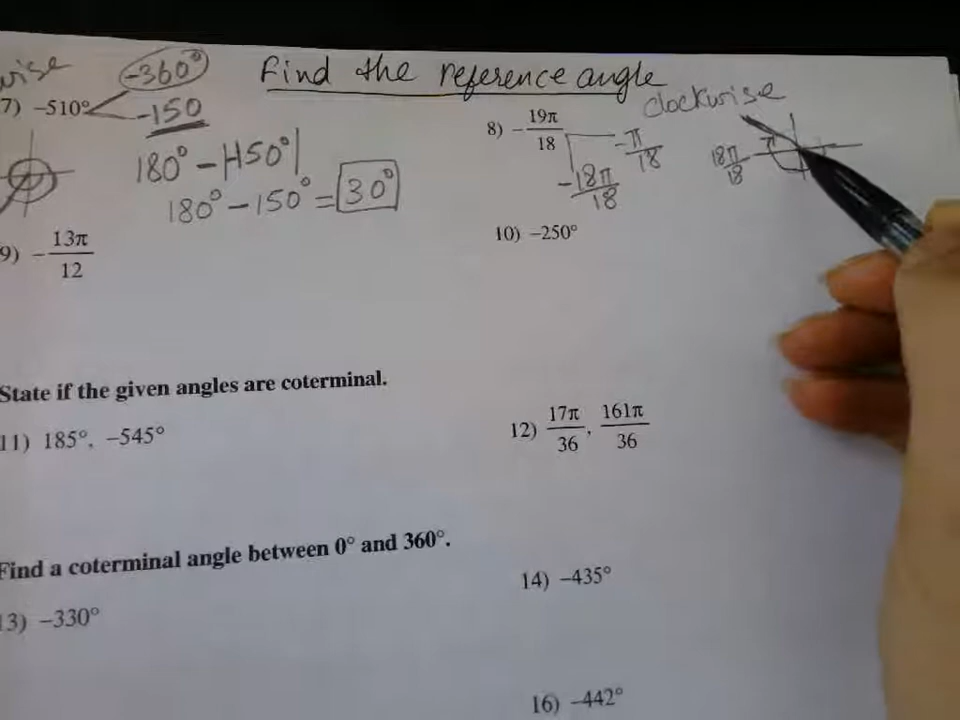 wise
-360°
Find the reference angle
7) -510°
-150
180° - |-150°|
180° - 150° = 30°
8) -19π/18
-π/18
-18π/18
clockwise
18π/18
π
9) -13π/12
10) -250°
State if the given angles are coterminal.
11) 185°, -545°
12) 17π/36, 161π/36
Find a coterminal angle between 0° and 360°.
13) -330°
14) -435°
16) -442°